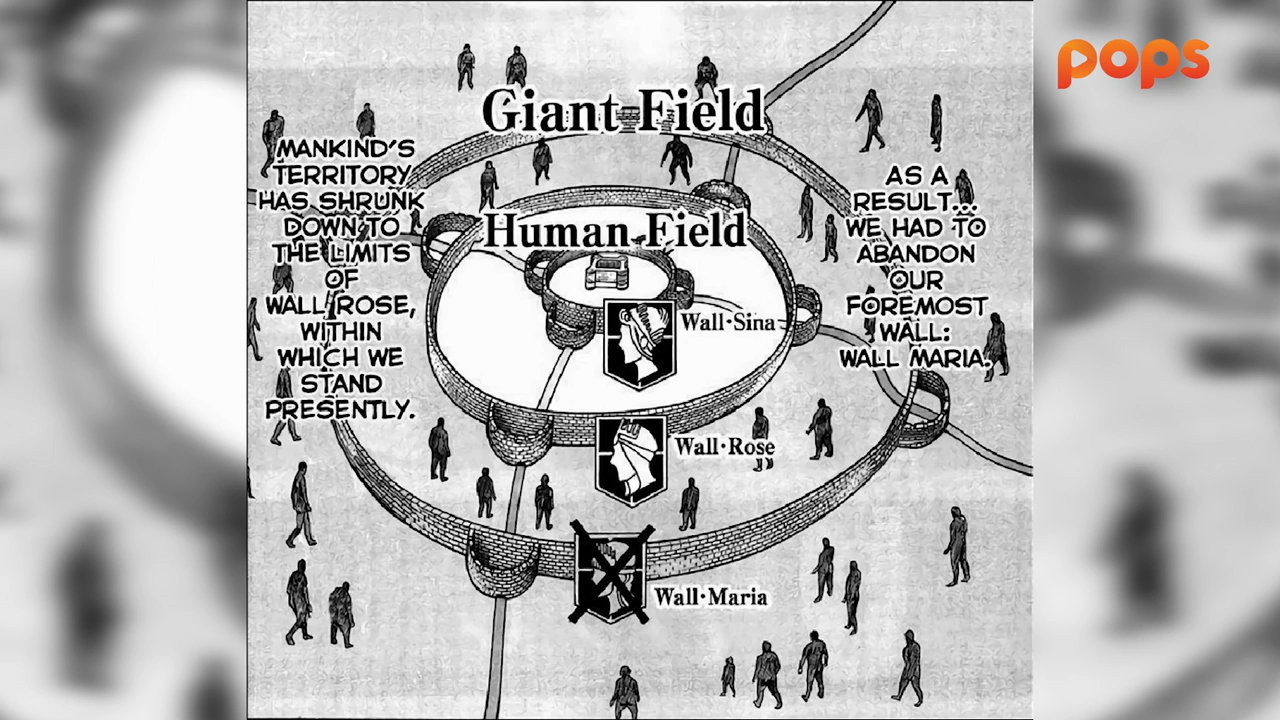 pops
Giant Field
MANKIND'S
TERRITORY
HAS SHRUNK
DOWN TO
THE LIMITS
OF
WALL ROSE,
WITHIN
WHICH WE
STAND
PRESENTLY.
Human Field
AS A
RESULT...
WE HAD TO
ABANDON
OUR
FOREMOST
WALL:
WALL MARIA.
Wall·Sina
Wall·Rose
Wall·Maria